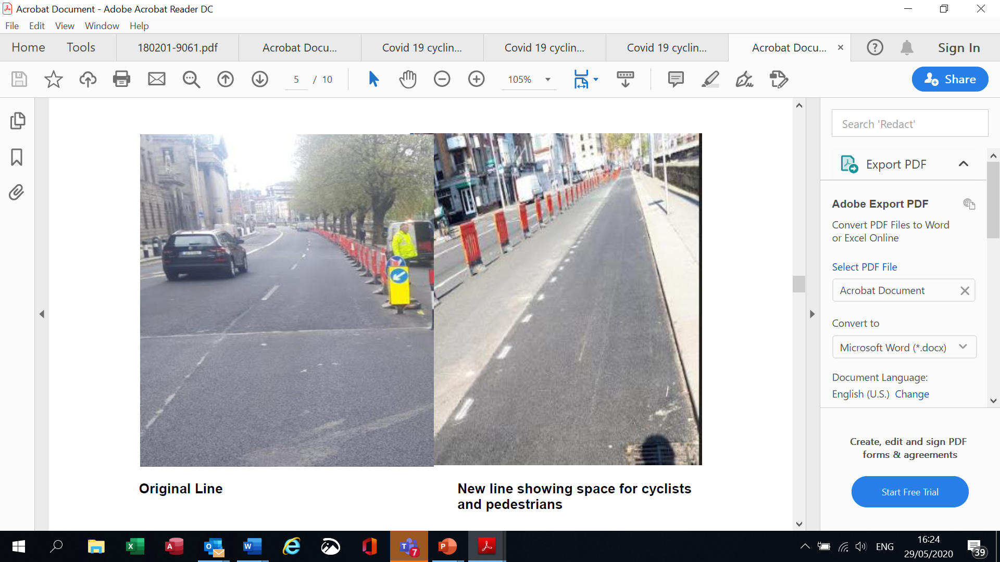 Acrobat Document - Adobe Acrobat Reader DC
File Edit View Window Help
Home Tools 180201-9061.pdf Acrobat Docu... Covid 19 cyclin... Covid 19 cyclin... Covid 19 cyclin... Acrobat Docu... Sign In
5 / 10 105% Share
Search 'Redact'
Export PDF
Adobe Export PDF
Convert PDF Files to Word
or Excel Online
Select PDF File
Acrobat Document
Convert to
Microsoft Word (*.docx)
Document Language:
English (U.S.) Change
Create, edit and sign PDF
forms & agreements
Start Free Trial
Original Line
New line showing space for cyclists
and pedestrians
7
ENG
16:24
29/05/2020
39